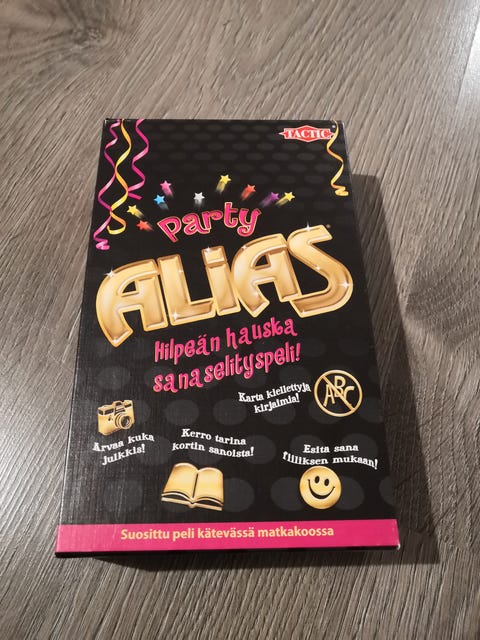 TACTIC
Party
ALIAS
Hilpeän hauska
sanaselityspeli!
Karta kiellettyjä
kirjaimia!
ABC
Arvaa kuka
julkkis!
Kerro tarina
kortin sanoista!
Esitä sana
fiiliksen mukaan!
Suosittu peli kätevässä matkakoossa